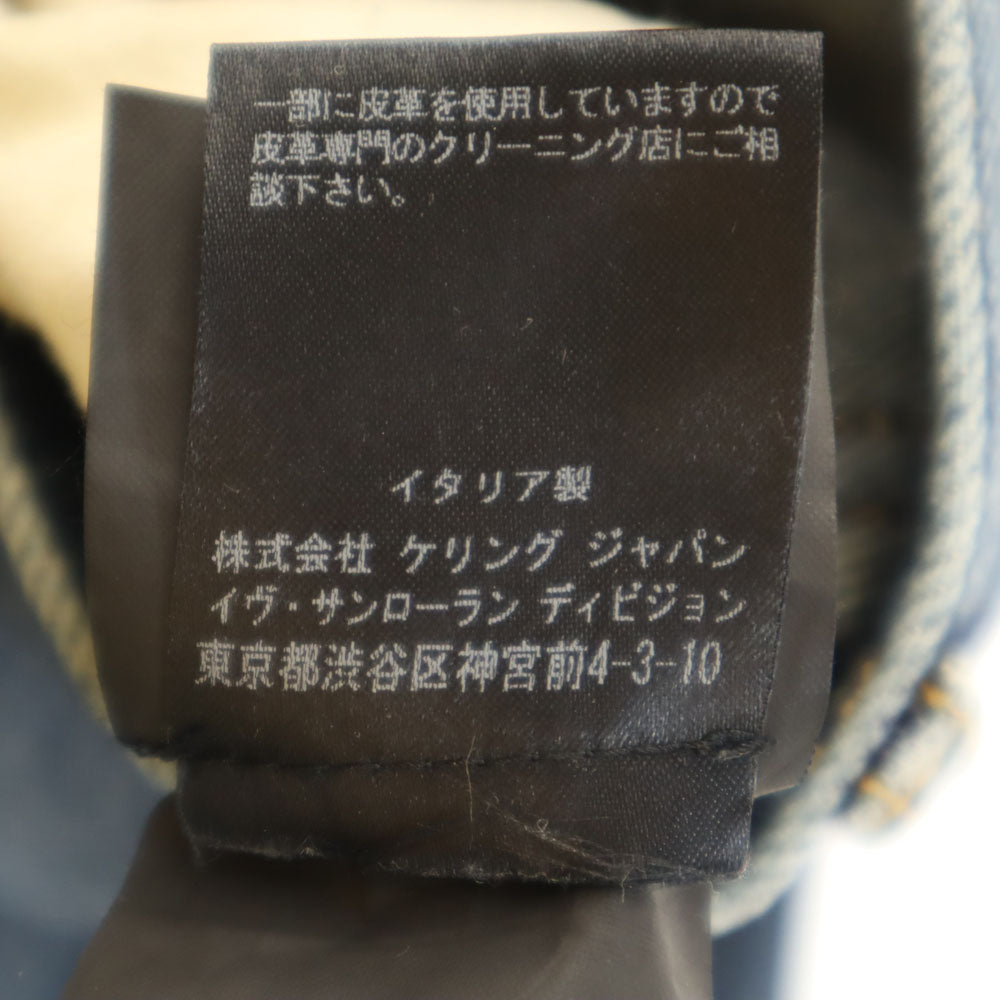 一部に皮革を使用していますので
皮革専門のクリーニング店にご相
談下さい。
イタリア製
株式会社 ケリング ジャパン
イヴ・サンローラン ディビジョン
東京都渋谷区神宮前4-3-10